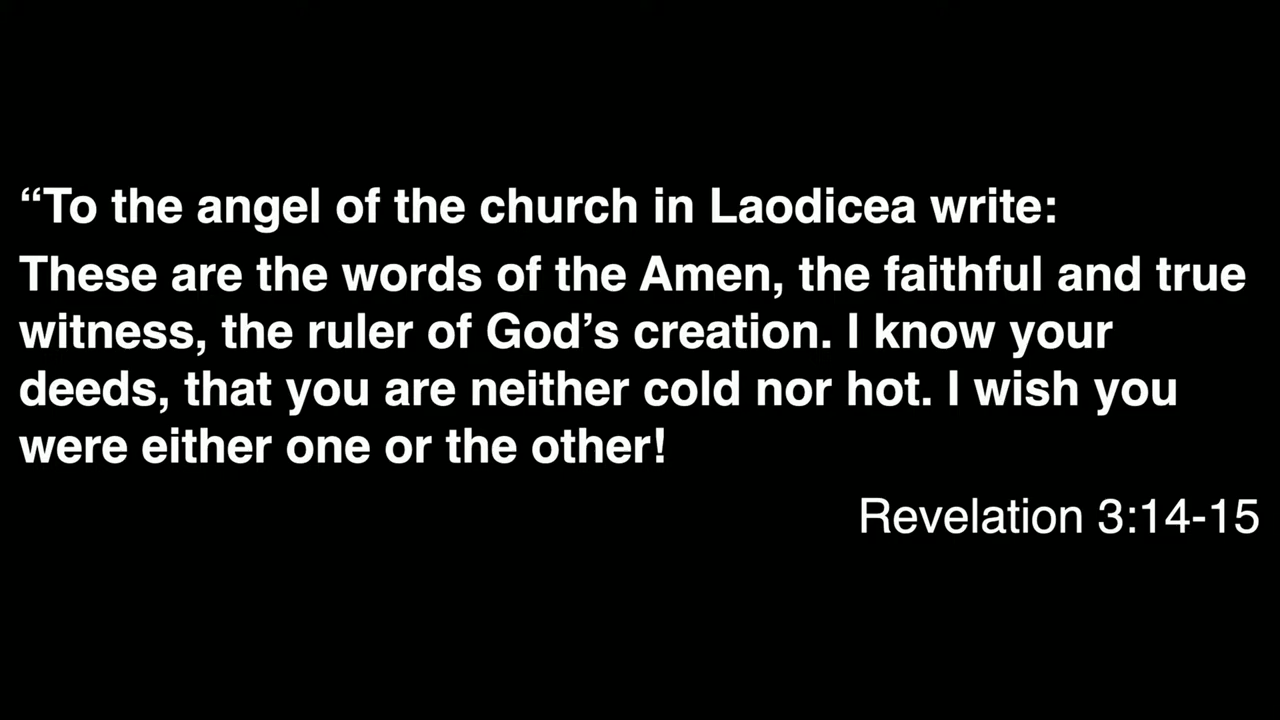 “To the angel of the church in Laodicea write:
These are the words of the Amen, the faithful and true
witness, the ruler of God’s creation. I know your
deeds, that you are neither cold nor hot. I wish you
were either one or the other!
Revelation 3:14-15